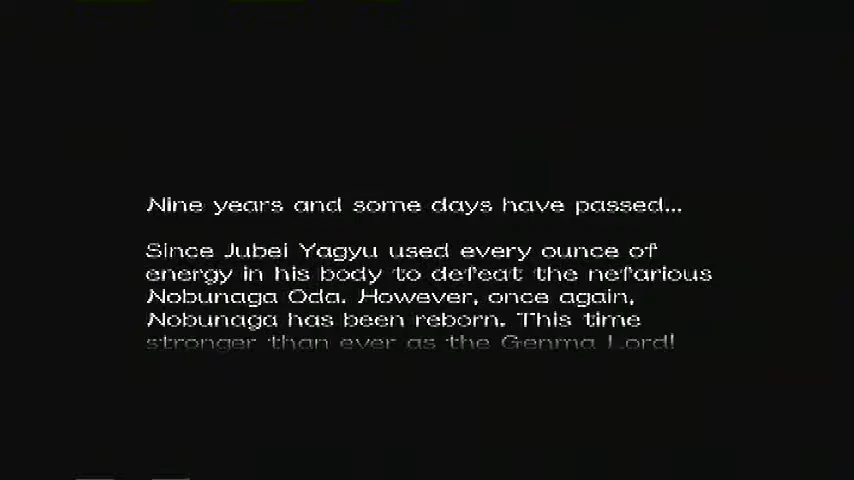 Nine years and some days have passed...
Since Jubei Yagyu used every ounce of
energy in his body to defeat the nefarious
Nobunaga Oda. However, once again,
Nobunaga has been reborn. This time
stronger than ever as the Genma Lord!